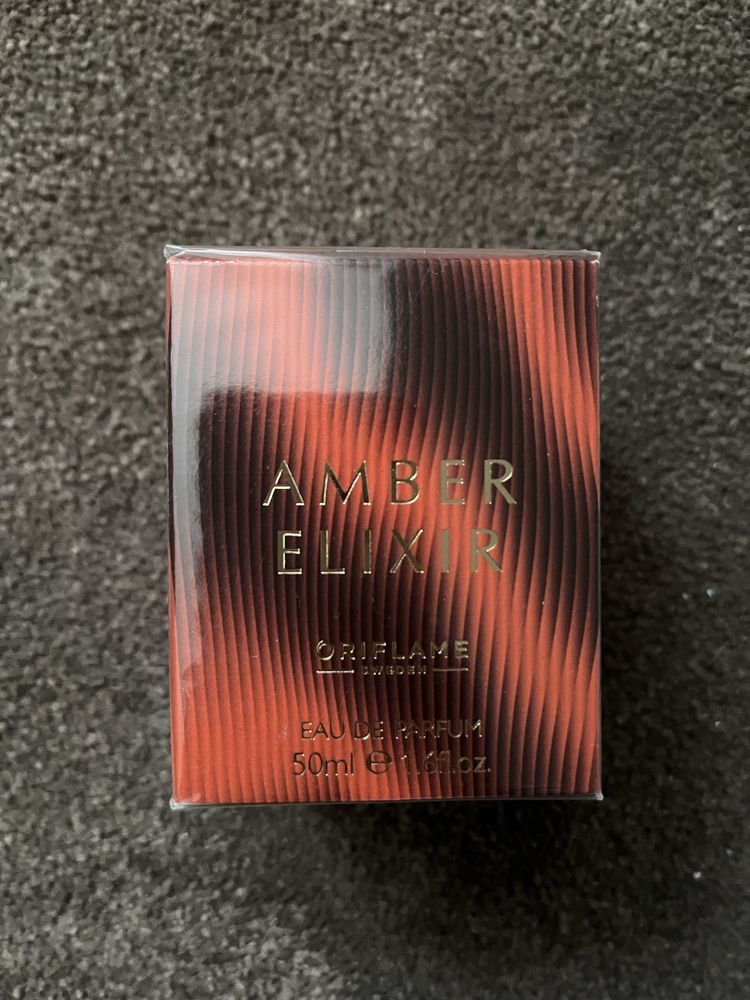 AMBER
ELIXIR
ORIFLAME
SWEDEN
EAU DE PARFUM
50ml ℮ 1.6fl.oz.